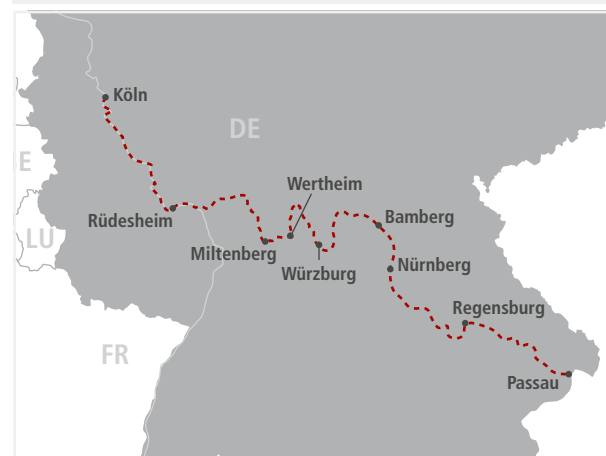 Köln
DE
E
Wertheim
Rüdesheim
Bamberg
LU
Miltenberg
Würzburg
Nürnberg
Regensburg
FR
Passau